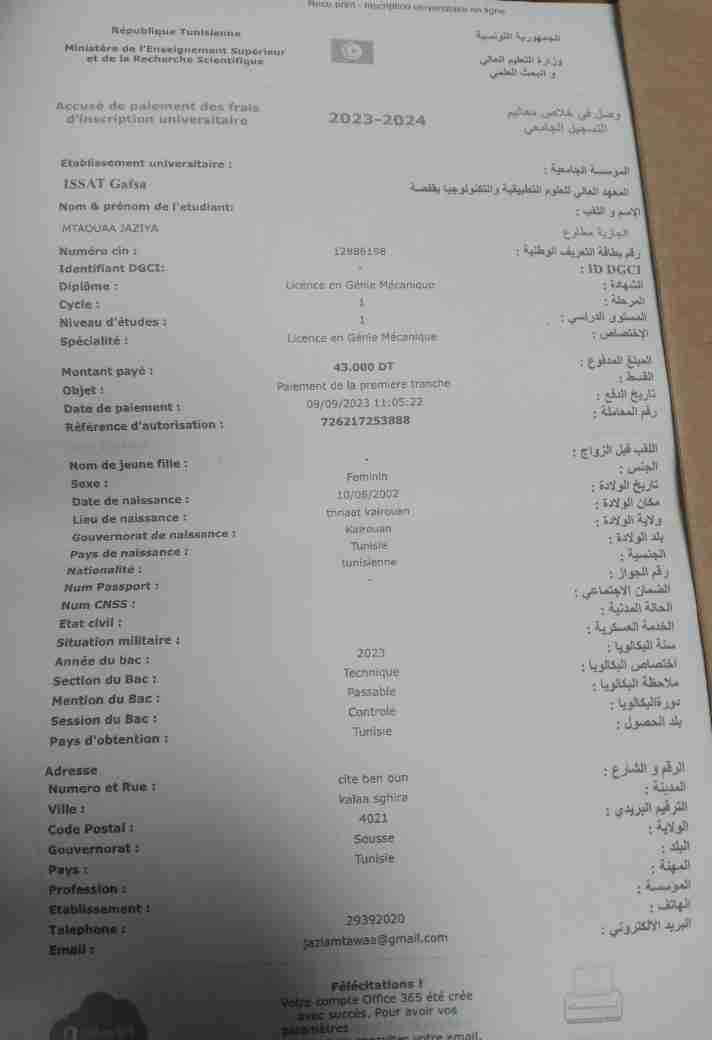 Recu print - Inscription universitaire en ligne
République Tunisienne
Ministère de l'Enseignement Supérieur
et de la Recherche Scientifique
الجمهورية التونسية
وزارة التعليم العالي
و البحث العلمي
Accusé de paiement des frais
d'inscription universitaire
2023-2024
وصل في خلاص معاليم
التسجيل الجامعي
Etablissement universitaire : المؤسسة الجامعية :
ISSAT Gafsa المعهد العالي للعلوم التطبيقية والتكنولوجيا بقفصة
Nom & prénom de l'etudiant: الاسم و اللقب :
MTAOUAA JAZIYA الجازية مطاوع
Numéro cin : 12886198 رقم بطاقة التعريف الوطنية :
Identifiant DGCI: - ID DGCI :
Diplôme : Licence en Génie Mécanique الشهادة :
Cycle : 1 المرحلة :
Niveau d'études : 1 المستوى الدراسي :
Spécialité : Licence en Génie Mécanique الاختصاص :
Montant payé : 43.000 DT المبلغ المدفوع :
Objet : Paiement de la premiere tranche القسط :
Date de paiement : 09/09/2023 11:05:22 تاريخ الدفع :
Référence d'autorisation : 726217253888 رقم المعاملة :
Nom de jeune fille : - اللقب قبل الزواج :
Sexe : Feminin الجنس :
Date de naissance : 10/08/2002 تاريخ الولادة :
Lieu de naissance : tnnaat kairouan مكان الولادة :
Gouvernorat de naissance : Kairouan ولاية الولادة :
Pays de naissance : Tunisie بلد الولادة :
Nationalité : tunisienne الجنسية :
Num Passport : - رقم الجواز :
Num CNSS : الضمان الاجتماعي :
Etat civil : الحالة المدنية :
Situation militaire : الخدمة العسكرية :
Année du bac : 2023 سنة البكالوريا :
Section du Bac : Technique اختصاص البكالوريا :
Mention du Bac : Passable ملاحظة البكالوريا :
Session du Bac : Controle دورة البكالوريا :
Pays d'obtention : Tunisie بلد الحصول :
Adresse
Numero et Rue : cite ben oun الرقم و الشارع :
Ville : kalaa sghira المدينة :
Code Postal : 4021 الترقيم البريدي :
Gouvernorat : Sousse الولاية :
Pays : Tunisie البلد :
Profession : المهنة :
Etablissement : المؤسسة :
Telephone : 29392020 الهاتف :
Email : jaziamtawaa@gmail.com البريد الالكتروني :
Félécitations !
Votre compte Office 365 été crée
avec succès. Pour avoir vos
paramètres
consulter votre email.